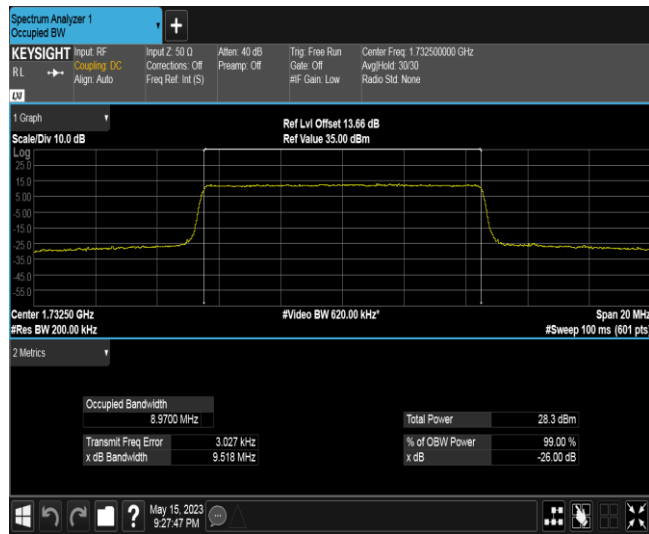 Spectrum Analyzer 1
Occupied BW
+
KEYSIGHT Input: RF Input Z: 50 Ω Atten: 40 dB Trig: Free Run Center Freq: 1.732500000 GHz
RL Coupling: DC Corrections: Off Preamp: Off Gate: Off Avg|Hold: 30/30
Align: Auto Freq Ref: Int (S) #IF Gain: Low Radio Std: None
LXI
1 Graph
Ref Lvl Offset 13.66 dB
Scale/Div 10.0 dB Ref Value 35.00 dBm
Log
25.0
15.0
5.00
-5.00
-15.0
-25.0
-35.0
-45.0
-55.0
Center 1.73250 GHz #Video BW 620.00 kHz* Span 20 MHz
#Res BW 200.00 kHz #Sweep 100 ms (601 pts)
2 Metrics
Occupied Bandwidth
8.9700 MHz Total Power 28.3 dBm
Transmit Freq Error 3.027 kHz % of OBW Power 99.00 %
x dB Bandwidth 9.518 MHz x dB -26.00 dB
? May 15, 2023
9:27:47 PM